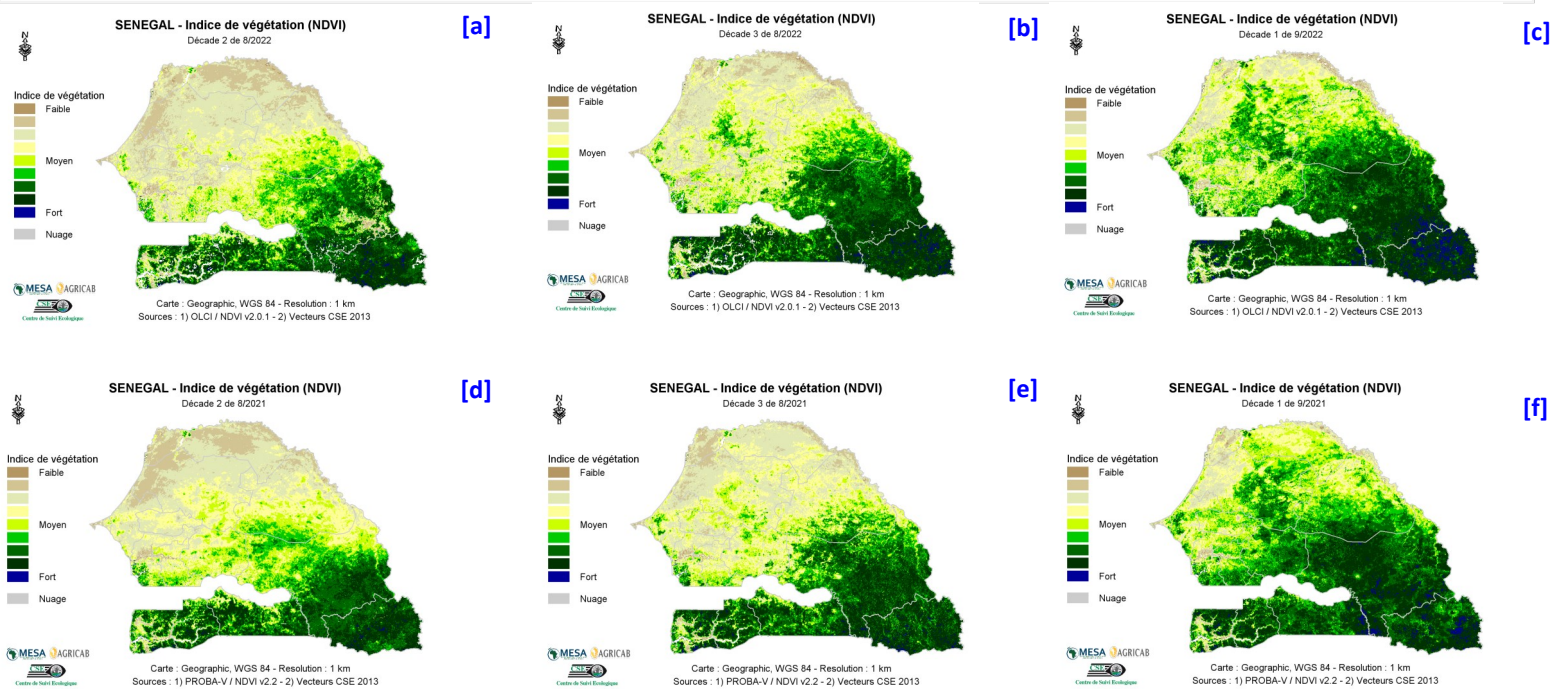 SENEGAL - Indice de végétation (NDVI)
[a]
Décade 2 de 8/2022
N
Indice de végétation
Faible
Moyen
Fort
Nuage
MESA AGRICAB
CSE
Centre de Suivi Ecologique
Carte : Geographic, WGS 84 - Resolution : 1 km
Sources : 1) OLCI / NDVI v2.0.1 - 2) Vecteurs CSE 2013
SENEGAL - Indice de végétation (NDVI)
[b]
Décade 3 de 8/2022
N
Indice de végétation
Faible
Moyen
Fort
Nuage
MESA AGRICAB
CSE
Centre de Suivi Ecologique
Carte : Geographic, WGS 84 - Resolution : 1 km
Sources : 1) OLCI / NDVI v2.0.1 - 2) Vecteurs CSE 2013
SENEGAL - Indice de végétation (NDVI)
[c]
Décade 1 de 9/2022
N
Indice de végétation
Faible
Moyen
Fort
Nuage
MESA AGRICAB
CSE
Centre de Suivi Ecologique
Carte : Geographic, WGS 84 - Resolution : 1 km
Sources : 1) OLCI / NDVI v2.0.1 - 2) Vecteurs CSE 2013
SENEGAL - Indice de végétation (NDVI)
[d]
Décade 2 de 8/2021
N
Indice de végétation
Faible
Moyen
Fort
Nuage
MESA AGRICAB
CSE
Centre de Suivi Ecologique
Carte : Geographic, WGS 84 - Resolution : 1 km
Sources : 1) PROBA-V / NDVI v2.2 - 2) Vecteurs CSE 2013
SENEGAL - Indice de végétation (NDVI)
[e]
Décade 3 de 8/2021
N
Indice de végétation
Faible
Moyen
Fort
Nuage
MESA AGRICAB
CSE
Centre de Suivi Ecologique
Carte : Geographic, WGS 84 - Resolution : 1 km
Sources : 1) PROBA-V / NDVI v2.2 - 2) Vecteurs CSE 2013
SENEGAL - Indice de végétation (NDVI)
[f]
Décade 1 de 9/2021
N
Indice de végétation
Faible
Moyen
Fort
Nuage
MESA AGRICAB
CSE
Centre de Suivi Ecologique
Carte : Geographic, WGS 84 - Resolution : 1 km
Sources : 1) PROBA-V / NDVI v2.2 - 2) Vecteurs CSE 2013